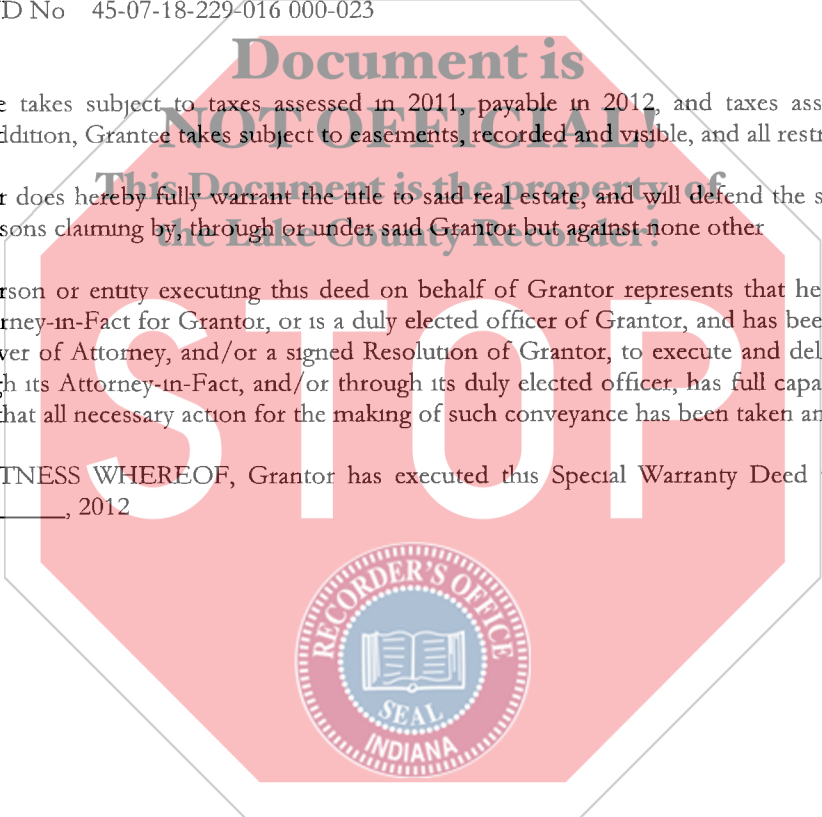 D No 45-07-18-229-016 000-023
Document is
e takes subject to taxes assessed in 2011, payable in 2012, and taxes ass
NOT OFFICIAL!
ddition, Grantee takes subject to easements, recorded and visible, and all restr
This Document is the property of
r does hereby fully warrant the title to said real estate, and will defend the s
the Lake County Recorder!
sons claiming by, through or under said Grantor but against none other
rson or entity executing this deed on behalf of Grantor represents that he
rney-in-Fact for Grantor, or is a duly elected officer of Grantor, and has bee
ver of Attorney, and/or a signed Resolution of Grantor, to execute and del
gh its Attorney-in-Fact, and/or through its duly elected officer, has full capa
that all necessary action for the making of such conveyance has been taken an
STOP
TNESS WHEREOF, Grantor has executed this Special Warranty Deed
, 2012
RECORDER'S OFFICE
SEAL
INDIANA